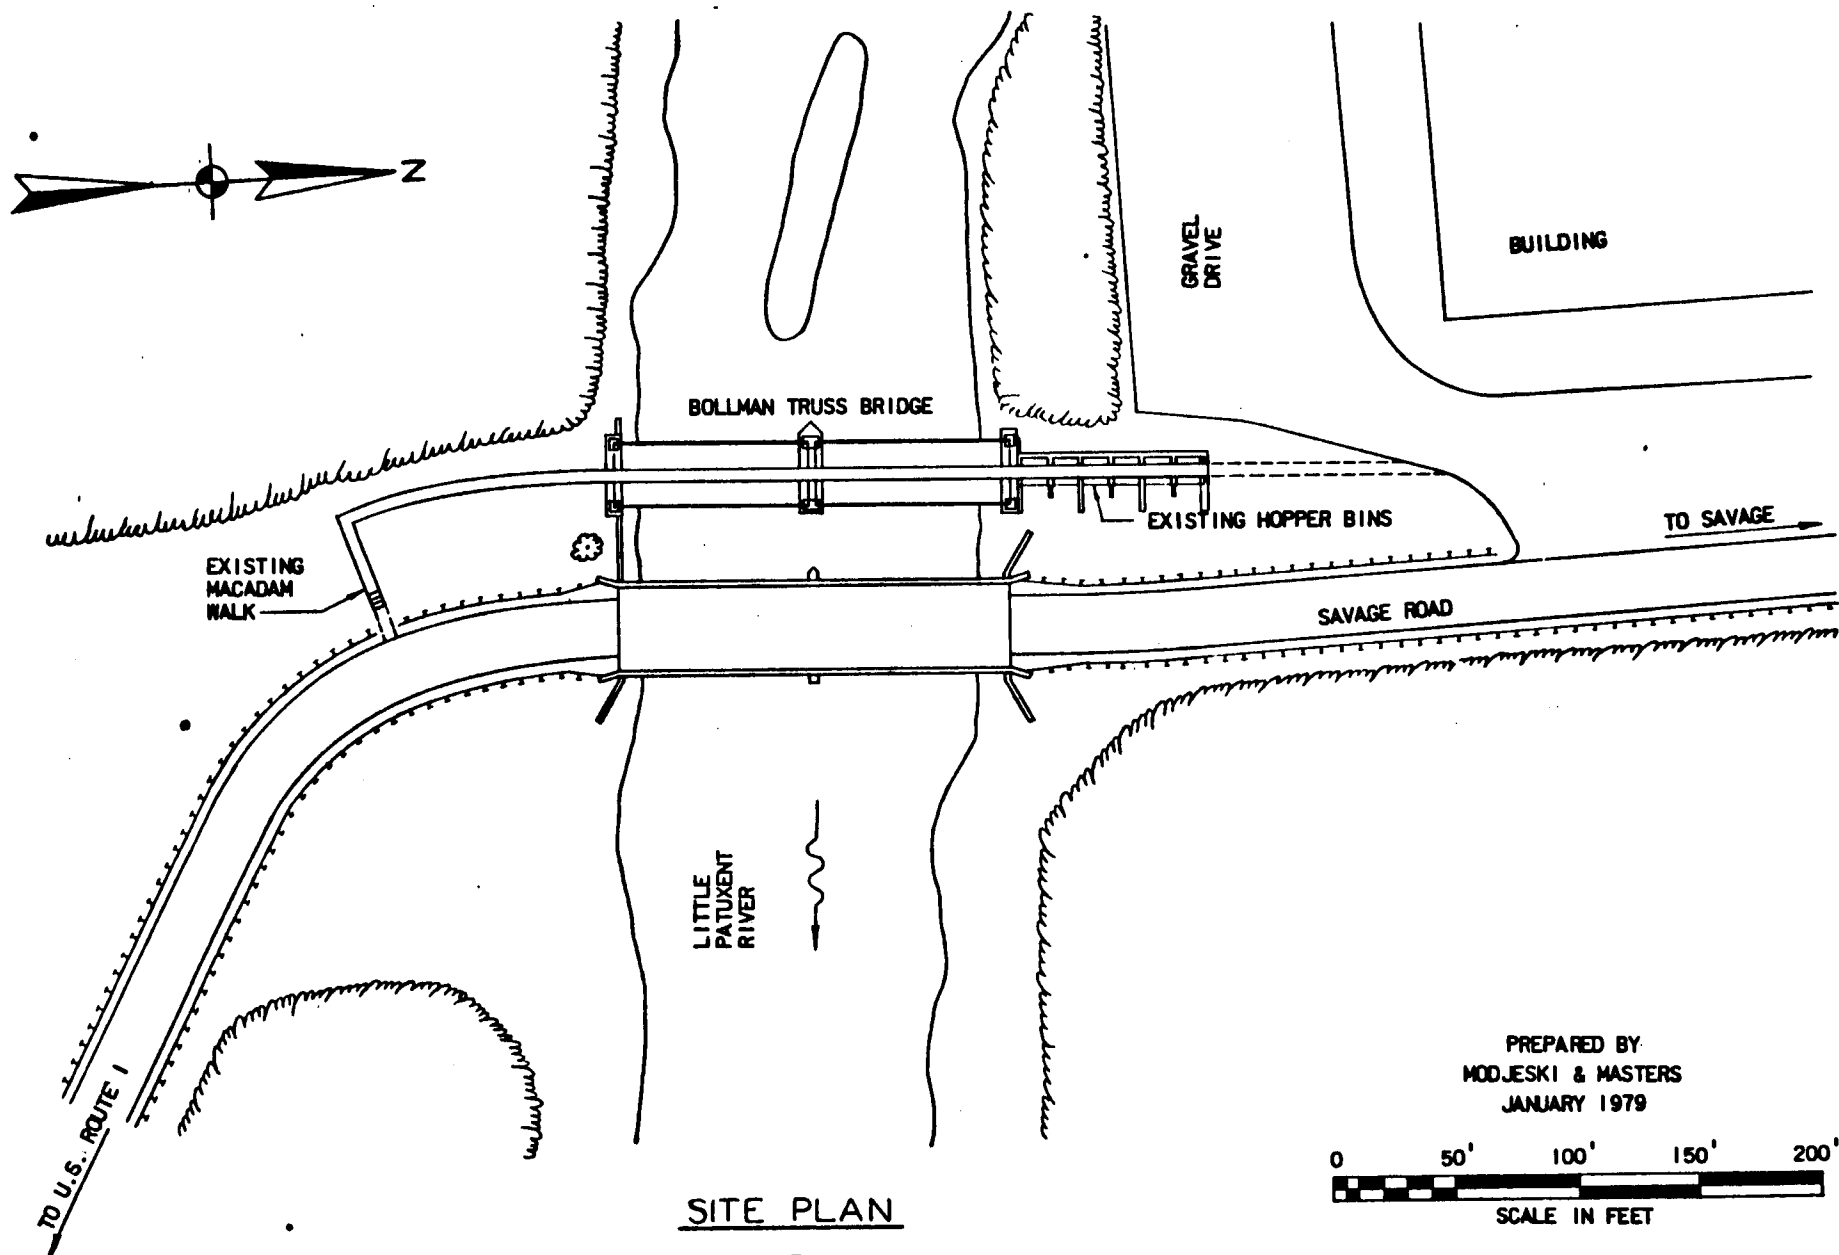 N
GRAVEL
DRIVE
BUILDING
BOLLMAN TRUSS BRIDGE
EXISTING HOPPER BINS
TO SAVAGE
EXISTING
MACADAM
WALK
SAVAGE ROAD
LITTLE
PATUXENT
RIVER
TO U.S. ROUTE 1
PREPARED BY
MODJESKI & MASTERS
JANUARY 1979
0 50' 100' 150' 200'
SCALE IN FEET
SITE PLAN